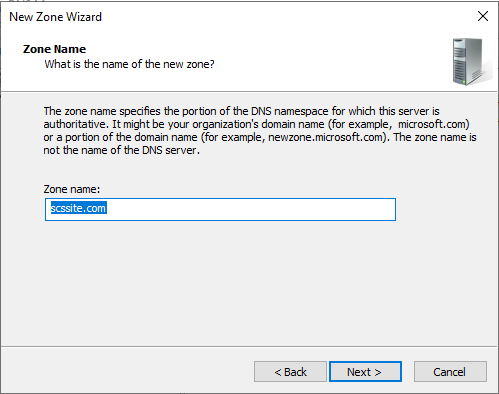 New Zone Wizard
Zone Name
What is the name of the new zone?
The zone name specifies the portion of the DNS namespace for which this server is
authoritative. It might be your organization's domain name (for example, microsoft.com)
or a portion of the domain name (for example, newzone.microsoft.com). The zone name is
not the name of the DNS server.
Zone name:
scssite.com
< Back
Next >
Cancel